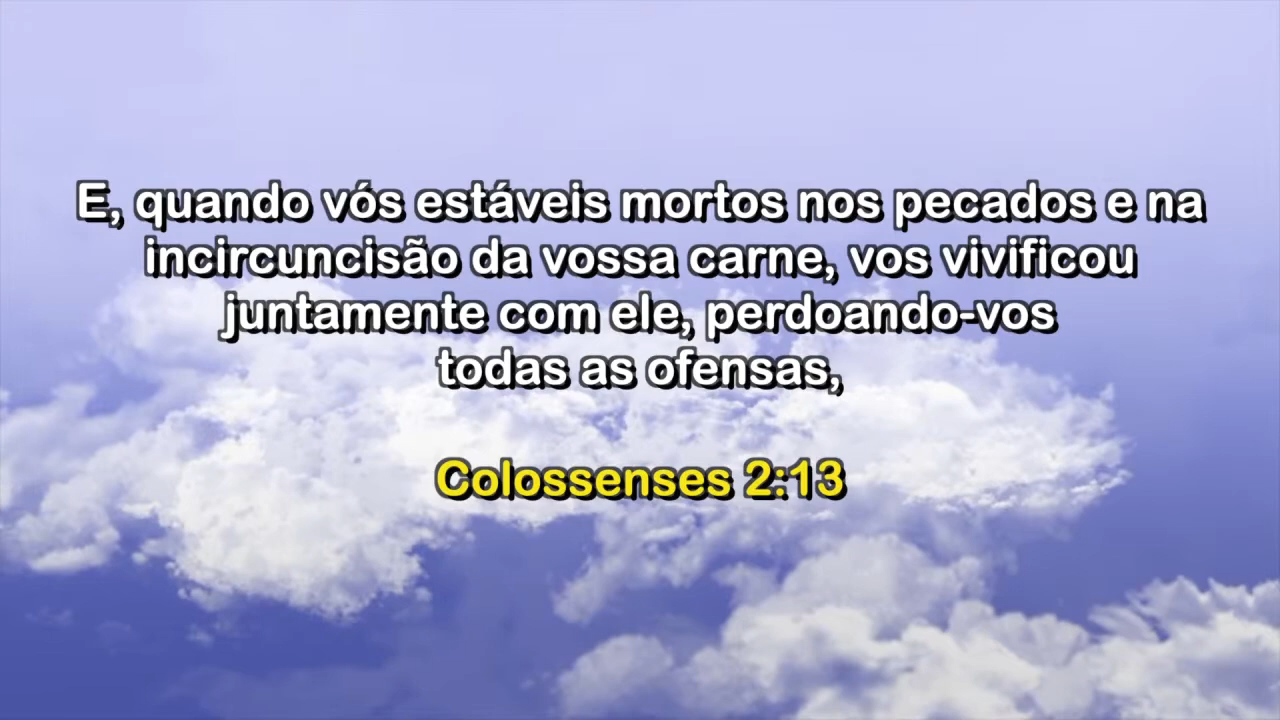 E, quando vós estáveis mortos nos pecados e na
incircuncisão da vossa carne, vos vivificou
juntamente com ele, perdoando-vos
todas as ofensas,
Colossenses 2:13